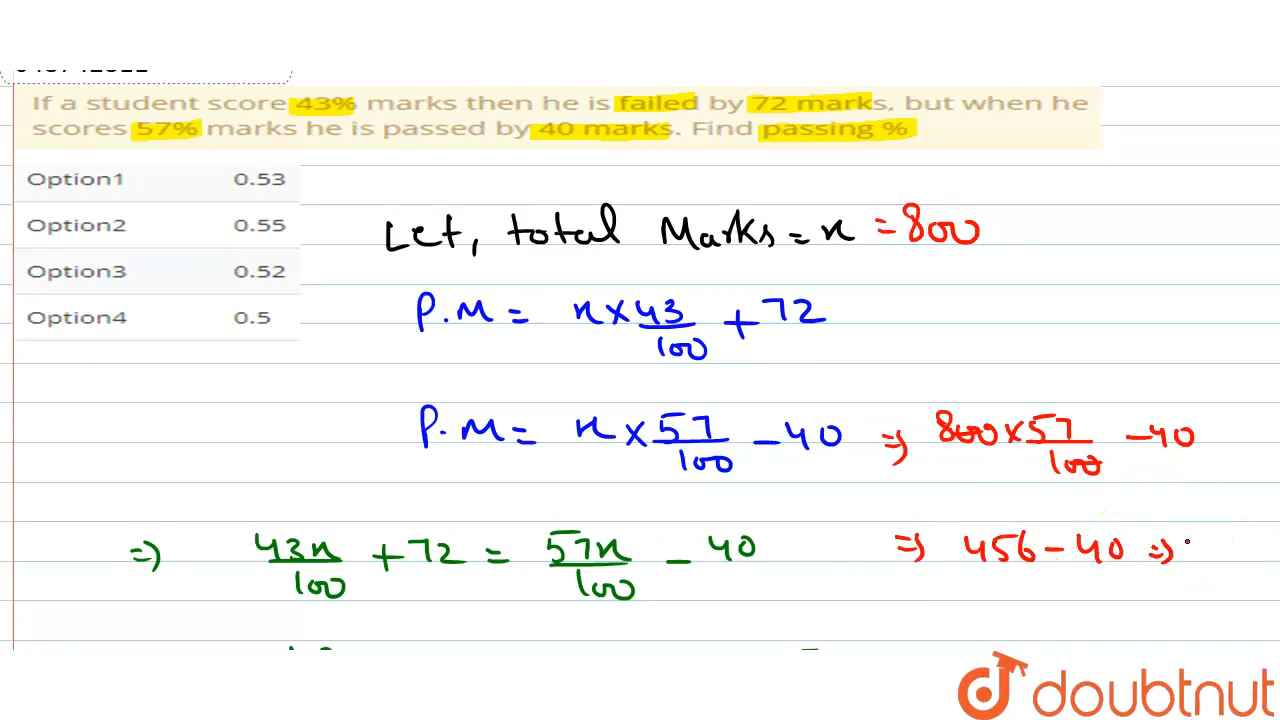 If a student score 43% marks then he is failed by 72 marks, but when he
scores 57% marks he is passed by 40 marks. Find passing %
Option1 0.53
Option2 0.55
Option3 0.52
Option4 0.5
Let, total Marks = x = 800
P.M = x × 43/100 + 72
P.M = x × 57/100 - 40 ⇒ 800 × 57/100 - 40
⇒ 43x/100 + 72 = 57x/100 - 40 ⇒ 456 - 40 ⇒
doubtnut